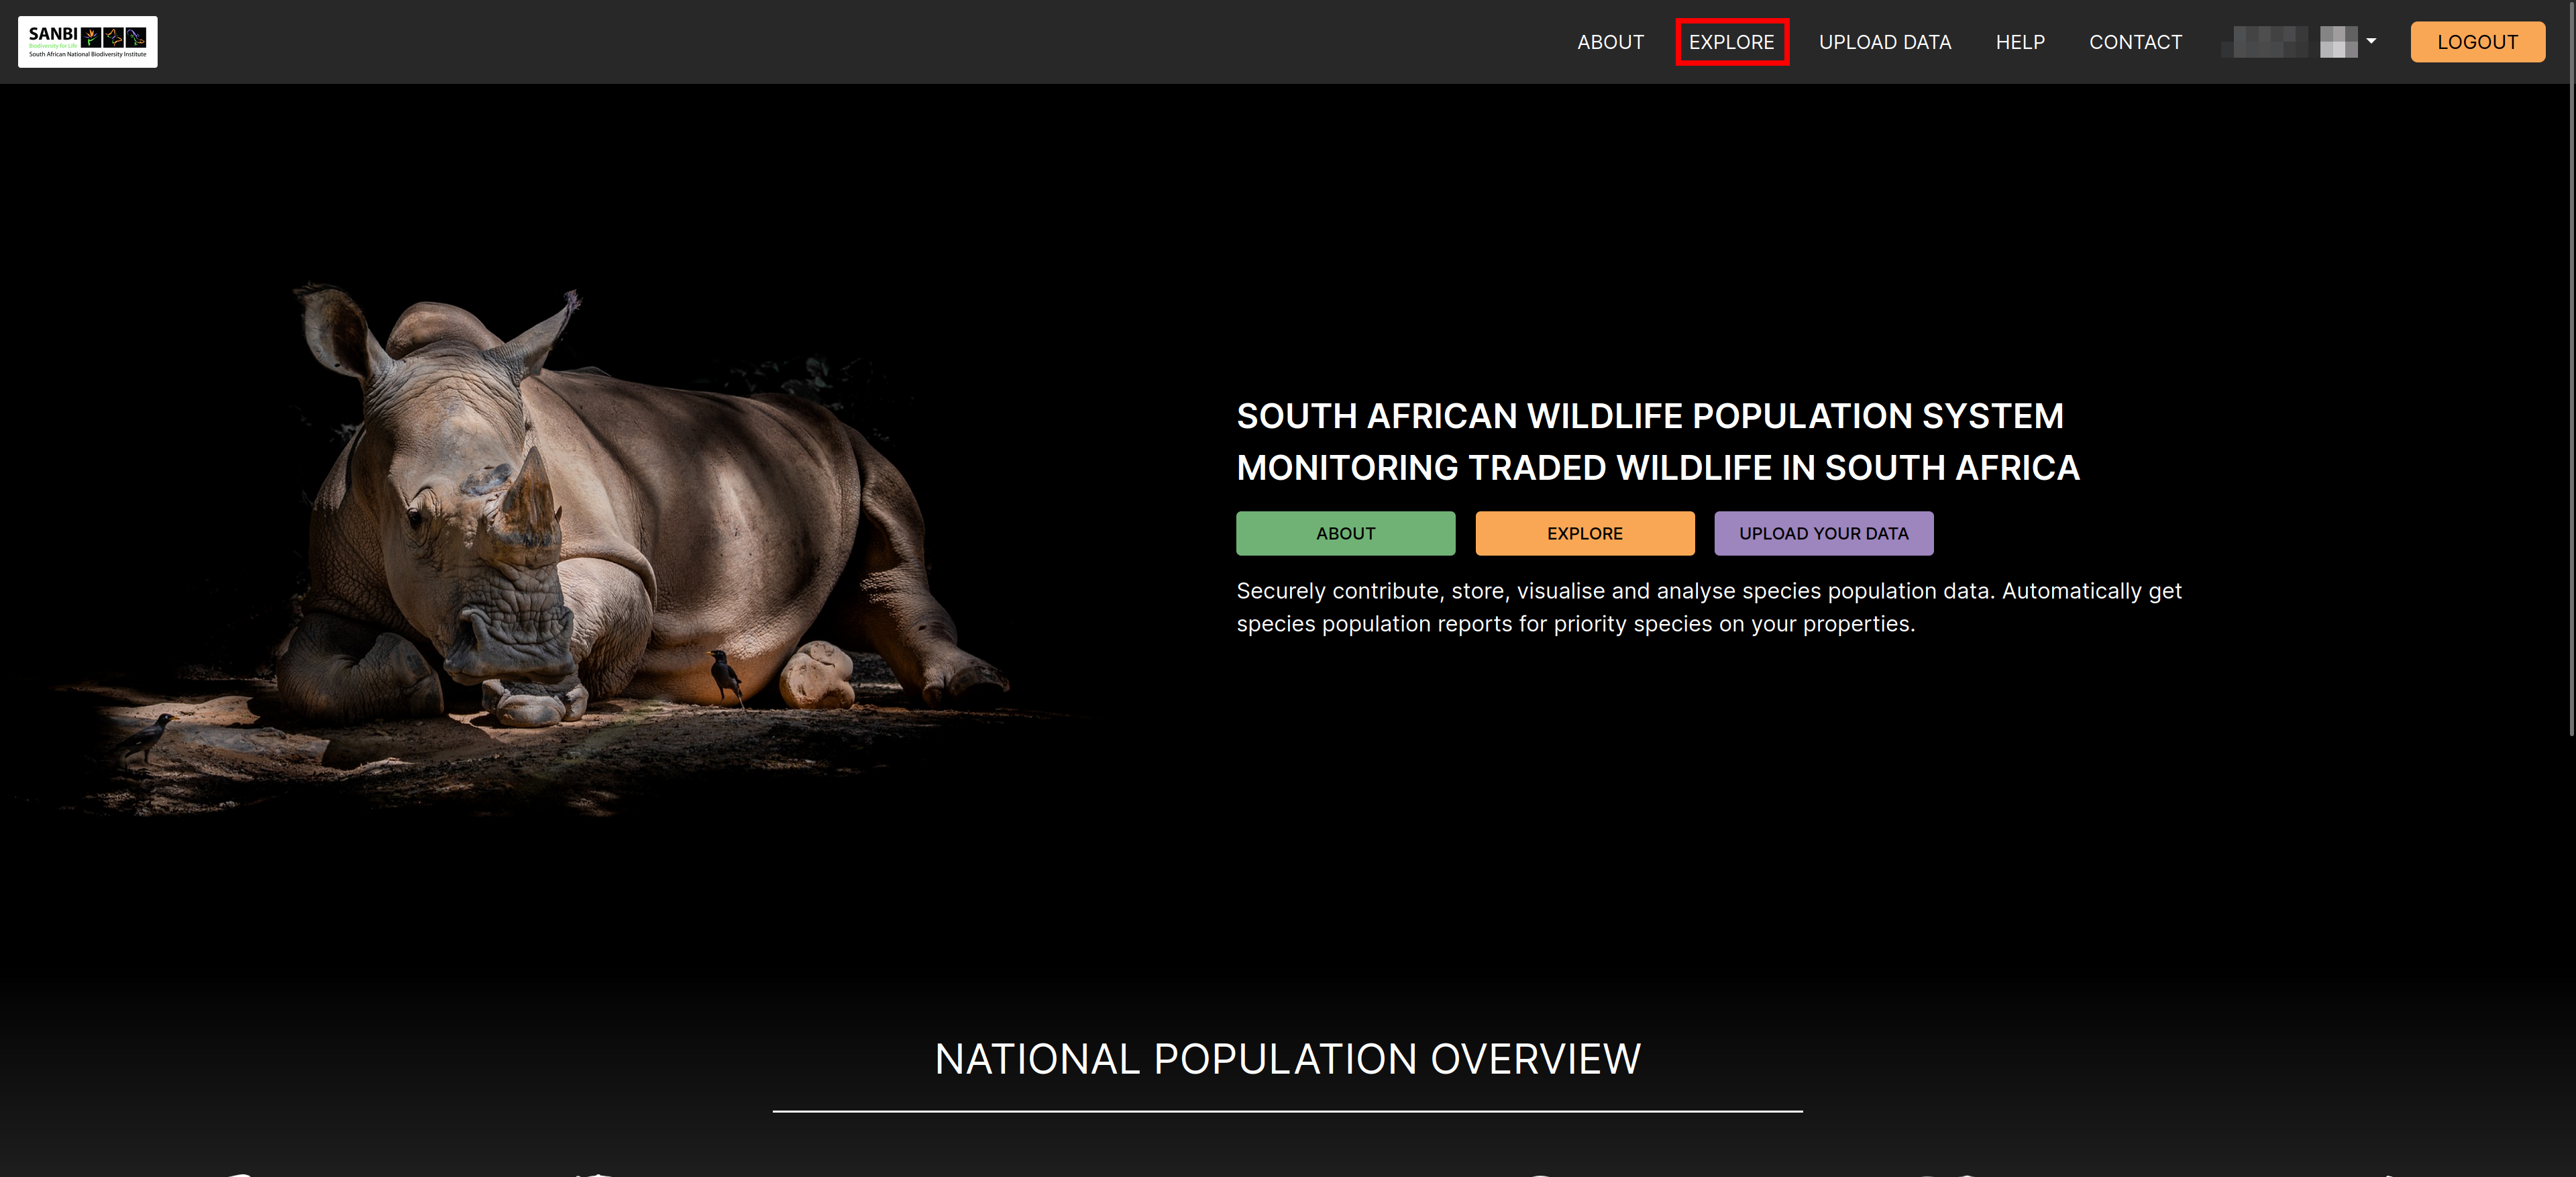 SANBI
Biodiversity for Life
South African National Biodiversity Institute
ABOUT
EXPLORE
UPLOAD DATA
HELP
CONTACT
LOGOUT
SOUTH AFRICAN WILDLIFE POPULATION SYSTEM
MONITORING TRADED WILDLIFE IN SOUTH AFRICA
ABOUT
EXPLORE
UPLOAD YOUR DATA
Securely contribute, store, visualise and analyse species population data. Automatically get
species population reports for priority species on your properties.
NATIONAL POPULATION OVERVIEW